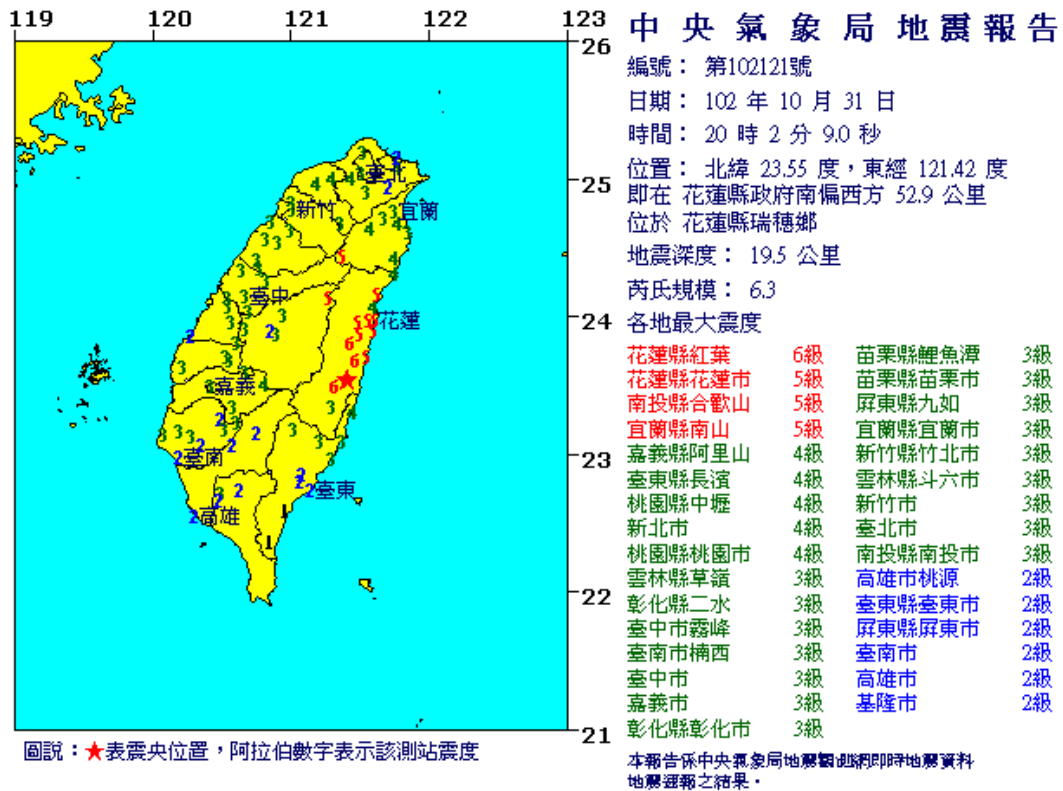 119 120 121 122 123
26
25
24
23
22
21
臺北
新竹
宜蘭
臺中
花蓮
嘉義
臺南
臺東
高雄
圖說：★表震央位置，阿拉伯數字表示該測站震度
中央氣象局地震報告
編號： 第102121號
日期： 102 年 10 月 31 日
時間： 20 時 2 分 9.0 秒
位置： 北緯 23.55 度，東經 121.42 度
即在 花蓮縣政府南偏西方 52.9 公里
位於 花蓮縣瑞穗鄉
地震深度： 19.5 公里
芮氏規模： 6.3
各地最大震度
花蓮縣紅葉 6級 苗栗縣鯉魚潭 3級
花蓮縣花蓮市 5級 苗栗縣苗栗市 3級
南投縣合歡山 5級 屏東縣九如 3級
宜蘭縣南山 5級 宜蘭縣宜蘭市 3級
嘉義縣阿里山 4級 新竹縣竹北市 3級
臺東縣長濱 4級 雲林縣斗六市 3級
桃園縣中壢 4級 新竹市 3級
新北市 4級 臺北市 3級
桃園縣桃園市 4級 南投縣南投市 3級
雲林縣草嶺 3級 高雄市桃源 2級
彰化縣二水 3級 臺東縣臺東市 2級
臺中市霧峰 3級 屏東縣屏東市 2級
臺南市楠西 3級 臺南市 2級
臺中市 3級 高雄市 2級
嘉義市 3級 基隆市 2級
彰化縣彰化市 3級
本報告係中央氣象局地震觀測網即時地震資料
地震速報之結果。